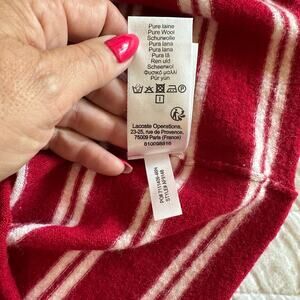 Pure laine
Pure Wool
Schurwolle
Pura lana
Pura lana
Pura lã
Ren uld
Scheerwol
Φυσικό μαλλί
Pür yün
Lacoste Operations,
23-25, rue de Provence,
75009 Paris (France)